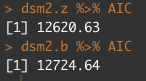 > dsm2.z %>% AIC
[1] 12620.63
> dsm2.b %>% AIC
[1] 12724.64